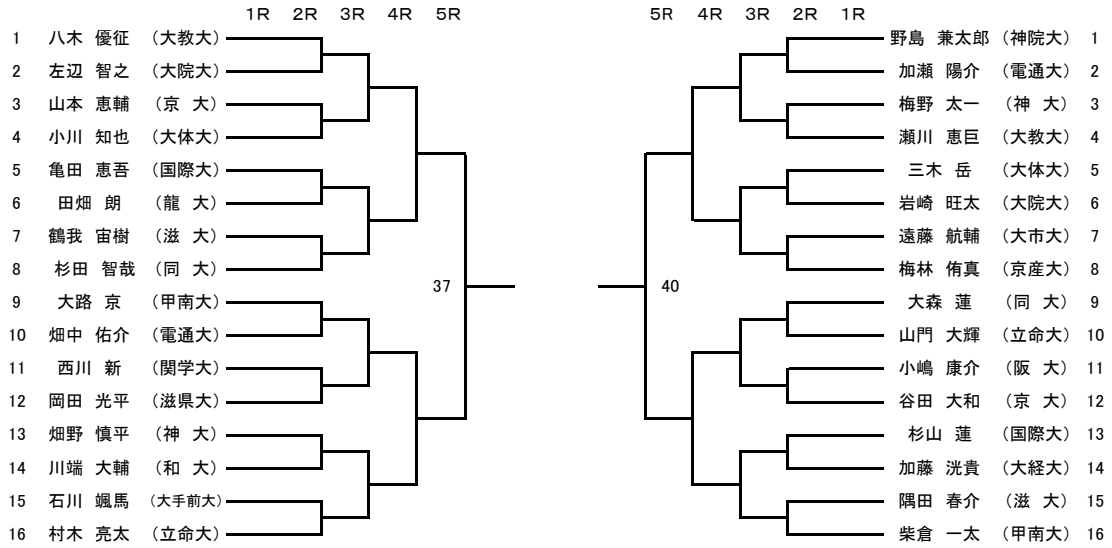 1R 2R 3R 4R 5R
1 八木 優征 (大教大)
2 左辺 智之 (大院大)
3 山本 恵輔 (京 大)
4 小川 知也 (大体大)
5 亀田 恵吾 (国際大)
6 田畑 朗 (龍 大)
7 鶴我 宙樹 (滋 大)
8 杉田 智哉 (同 大)
37
9 大路 京 (甲南大)
10 畑中 佑介 (電通大)
11 西川 新 (関学大)
12 岡田 光平 (滋県大)
13 畑野 慎平 (神 大)
14 川端 大輔 (和 大)
15 石川 颯馬 (大手前大)
16 村木 亮太 (立命大)
5R 4R 3R 2R 1R
野島 兼太郎 (神院大) 1
加瀬 陽介 (電通大) 2
梅野 太一 (神 大) 3
瀬川 恵巨 (大教大) 4
三木 岳 (大体大) 5
岩崎 旺太 (大院大) 6
遠藤 航輔 (大市大) 7
梅林 侑真 (京産大) 8
40
大森 蓮 (同 大) 9
山門 大輝 (立命大) 10
小嶋 康介 (阪 大) 11
谷田 大和 (京 大) 12
杉山 蓮 (国際大) 13
加藤 洸貴 (大経大) 14
隅田 春介 (滋 大) 15
柴倉 一太 (甲南大) 16